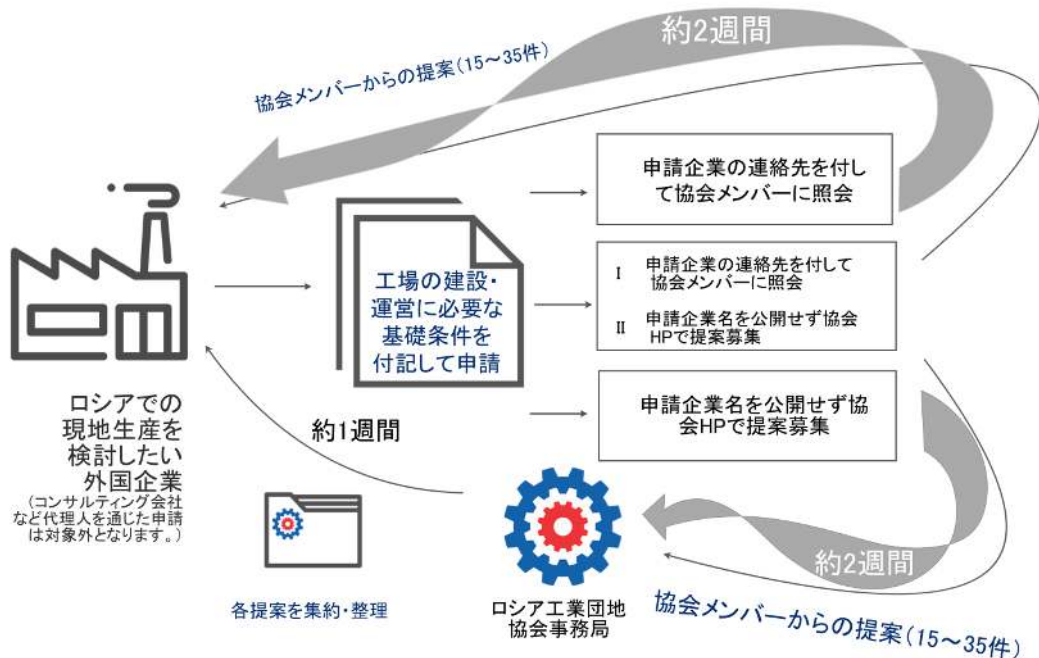 約2週間
協会メンバーからの提案(15～35件)
申請企業の連絡先を付し
て協会メンバーに照会
工場の建設・
運営に必要な
基礎条件を
付記して申請
I 申請企業の連絡先を付して
協会メンバーに照会
II 申請企業名を公開せず協会
HPで提案募集
申請企業名を公開せず協
会HPで提案募集
ロシアでの
現地生産を
検討したい
外国企業
(コンサルティング会社
など代理人を通じた申請
は対象外となります。)
約1週間
各提案を集約・整理
ロシア工業団地
協会事務局
約2週間
協会メンバーからの提案(15～35件)